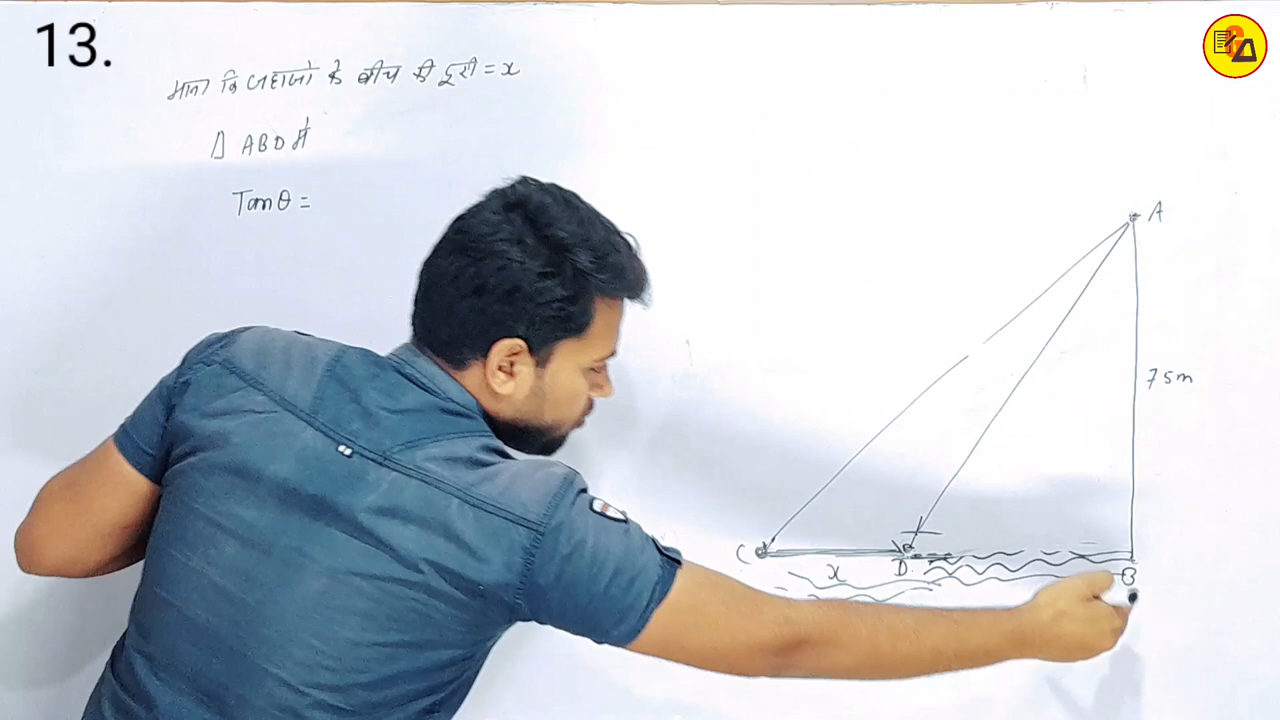 13.
माना कि जहाजों के बीच की दूरी = x
Δ ABD में
Tanθ =
A
75m
C
D
B
x